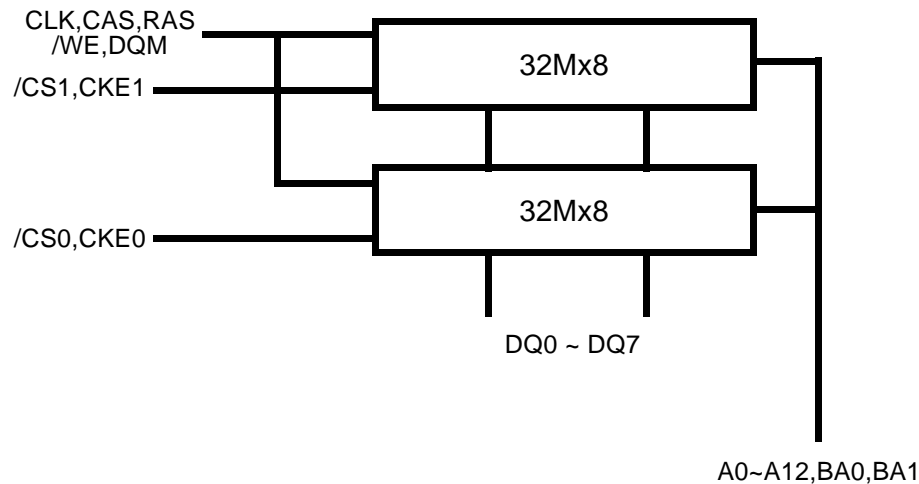 CLK,CAS,RAS
/WE,DQM
32Mx8
/CS1,CKE1
32Mx8
/CS0,CKE0
DQ0 ~ DQ7
A0~A12,BA0,BA1